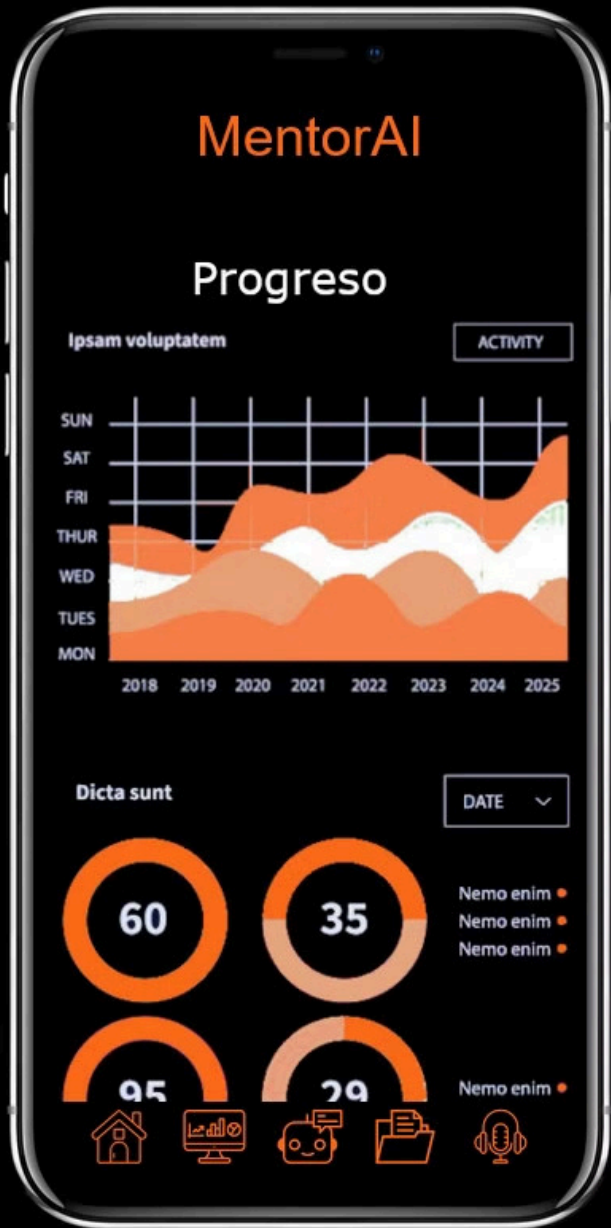 MentorAI
Progreso
Ipsam voluptatem
ACTIVITY
SUN
SAT
FRI
THUR
WED
TUES
MON
2018 2019 2020 2021 2022 2023 2024 2025
Dicta sunt
DATE
60
35
Nemo enim
Nemo enim
Nemo enim
95
29
Nemo enim